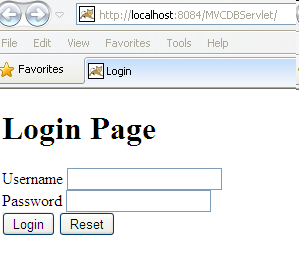 http://localhost:8084/MVCDBServlet/
File Edit View Favorites Tools Help
Favorites Login
Login Page
Username
Password
Login Reset